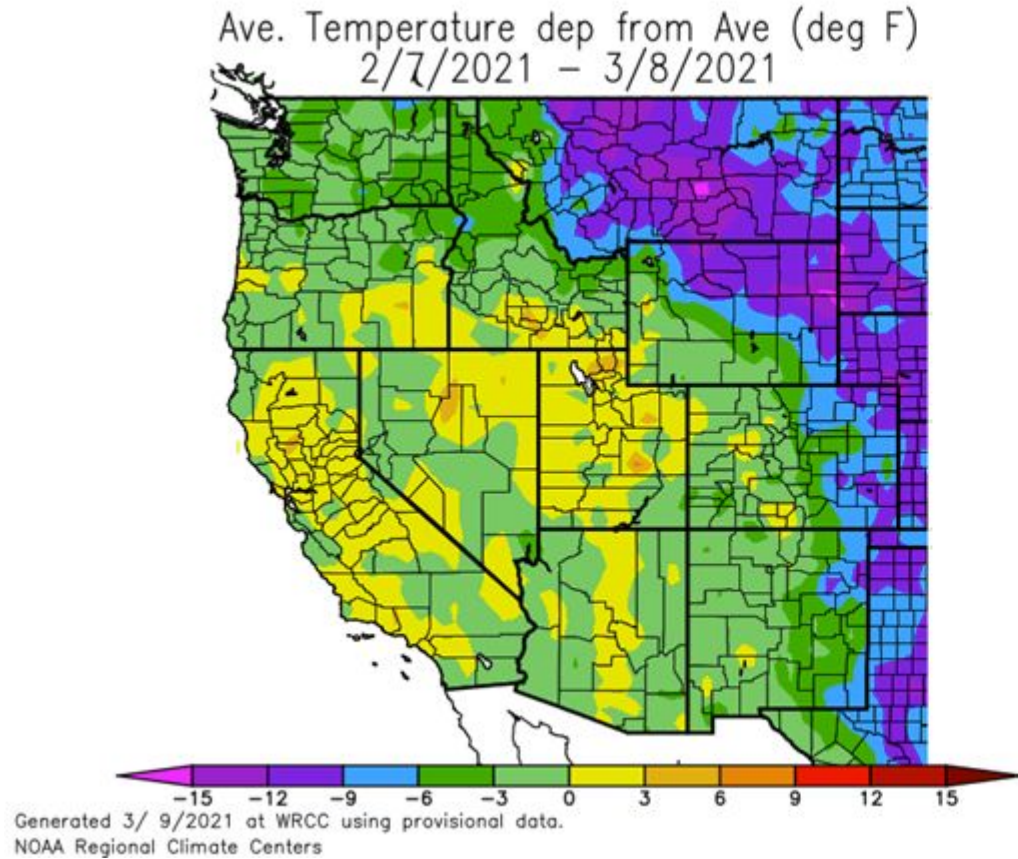 Ave. Temperature dep from Ave (deg F)
2/7/2021 - 3/8/2021
-15 -12 -9 -6 -3 0 3 6 9 12 15
Generated 3/ 9/2021 at WRCC using provisional data.
NOAA Regional Climate Centers